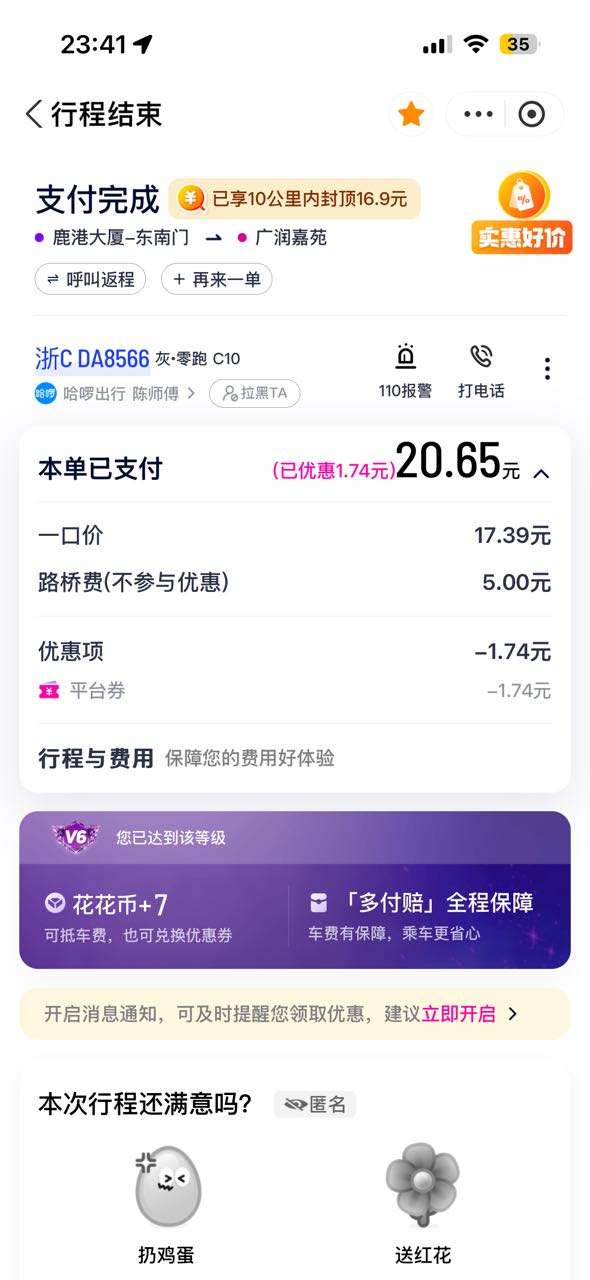 23:41
35
行程结束
支付完成
已享10公里内封顶16.9元
实惠好价
鹿港大厦-东南门 → 广润嘉苑
呼叫返程
+ 再来一单
浙C DA8566 灰·零跑 C10
哈啰 哈啰出行 陈师傅 >
拉黑TA
110报警
打电话
本单已支付 (已优惠1.74元)20.65元
一口价 17.39元
路桥费(不参与优惠) 5.00元
优惠项 -1.74元
平台券 -1.74元
行程与费用 保障您的费用好体验
V6 您已达到该等级
花花币+7
可抵车费，也可兑换优惠券
「多付赔」全程保障
车费有保障，乘车更省心
开启消息通知，可及时提醒您领取优惠，建议立即开启 >
本次行程还满意吗? 匿名
扔鸡蛋
送红花